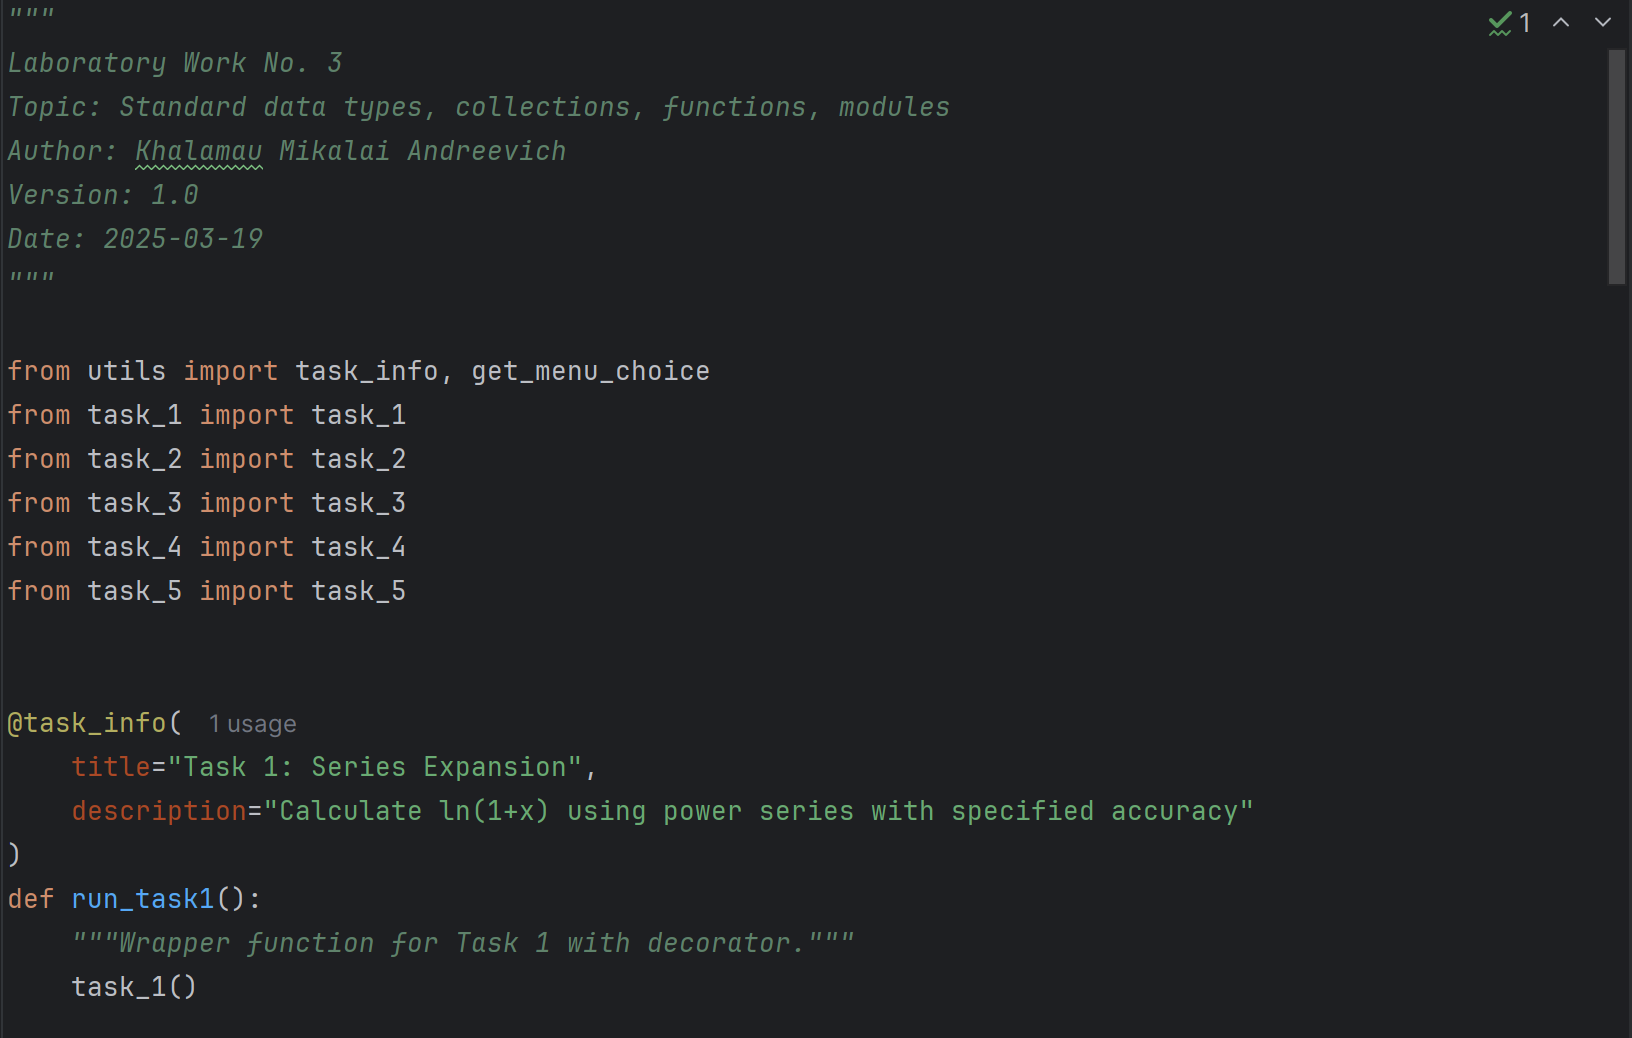 """
1
Laboratory Work No. 3
Topic: Standard data types, collections, functions, modules
Author: Khalamau Mikalai Andreevich
Version: 1.0
Date: 2025-03-19
"""
from utils import task_info, get_menu_choice
from task_1 import task_1
from task_2 import task_2
from task_3 import task_3
from task_4 import task_4
from task_5 import task_5
@task_info( 1 usage
    title="Task 1: Series Expansion",
    description="Calculate ln(1+x) using power series with specified accuracy"
)
def run_task1():
    """Wrapper function for Task 1 with decorator."""
    task_1()